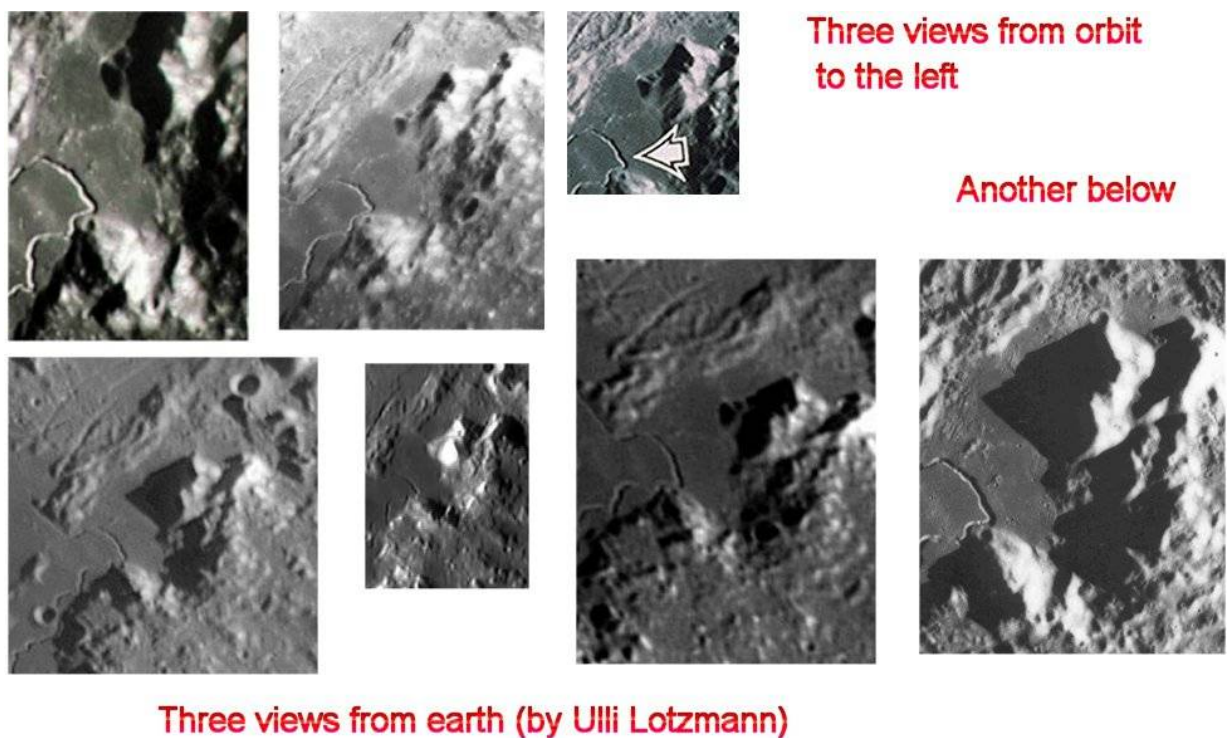 Three views from orbit
to the left
Another below
Three views from earth (by Ulli Lotzmann)